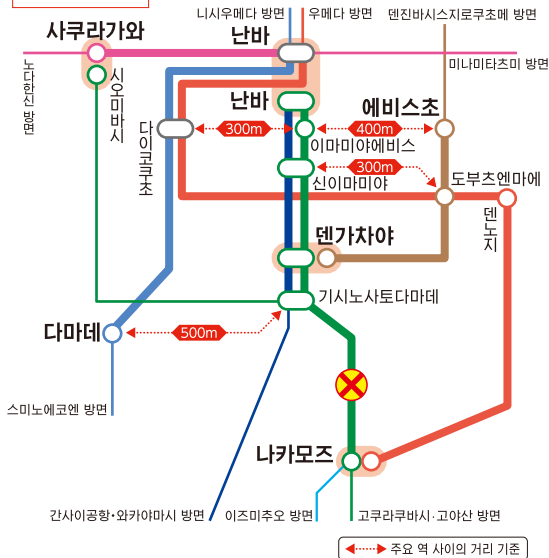 니시우메다 방면
우메다 방면
덴진바시스지로쿠초메 방면
사쿠라가와
난바
미나미타츠미 방면
노다한신 방면
시오미바시
난바
에비스초
다이코쿠초
300m
400m
이마미야에비스
300m
신이마미야
도부츠엔마에
덴노지
덴가차야
기시노사토다마데
다마데
500m
스미노에코엔 방면
나카모즈
간사이공항·와카야마시 방면
이즈미추오 방면
고쿠라쿠바시·고야산 방면
주요 역 사이의 거리 기준